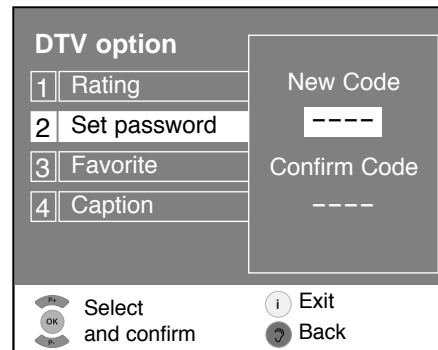 DTV option
1 Rating
2 Set password
3 Favorite
4 Caption
New Code
----
Confirm Code
----
P+
OK
P-
Select
and confirm
i Exit
Back